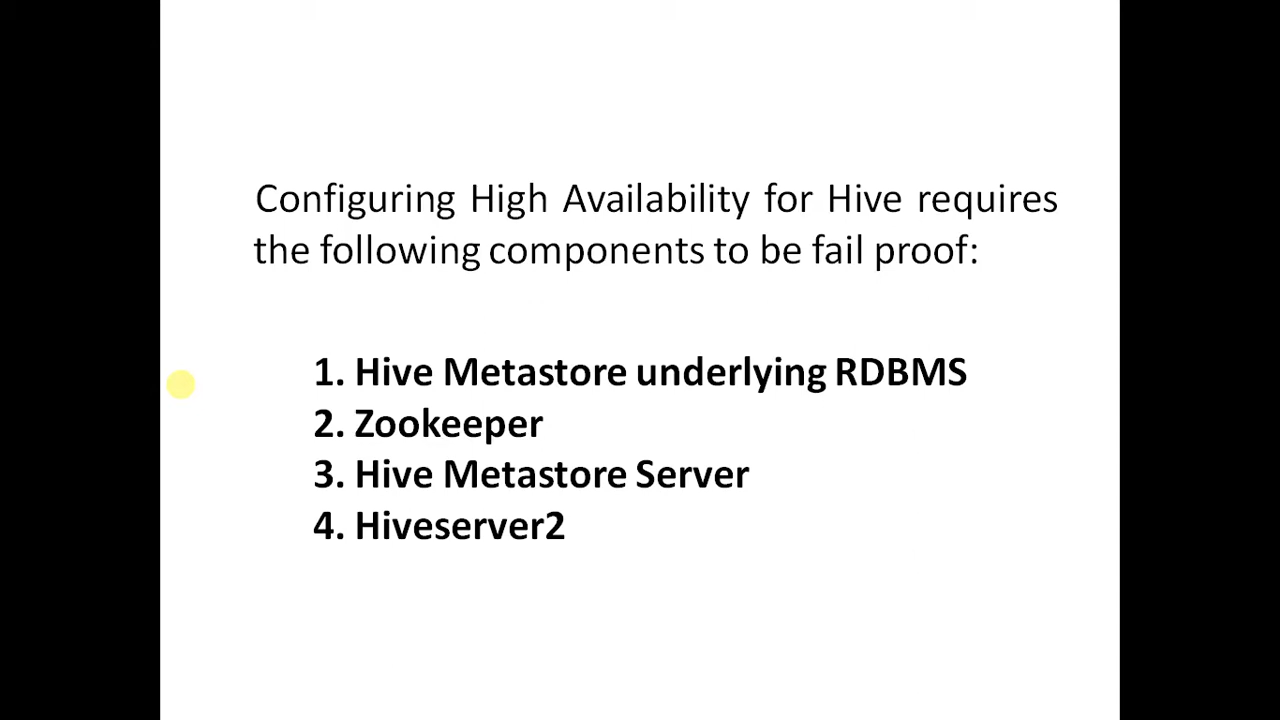 Configuring High Availability for Hive requires
the following components to be fail proof:
1. Hive Metastore underlying RDBMS
2. Zookeeper
3. Hive Metastore Server
4. Hiveserver2